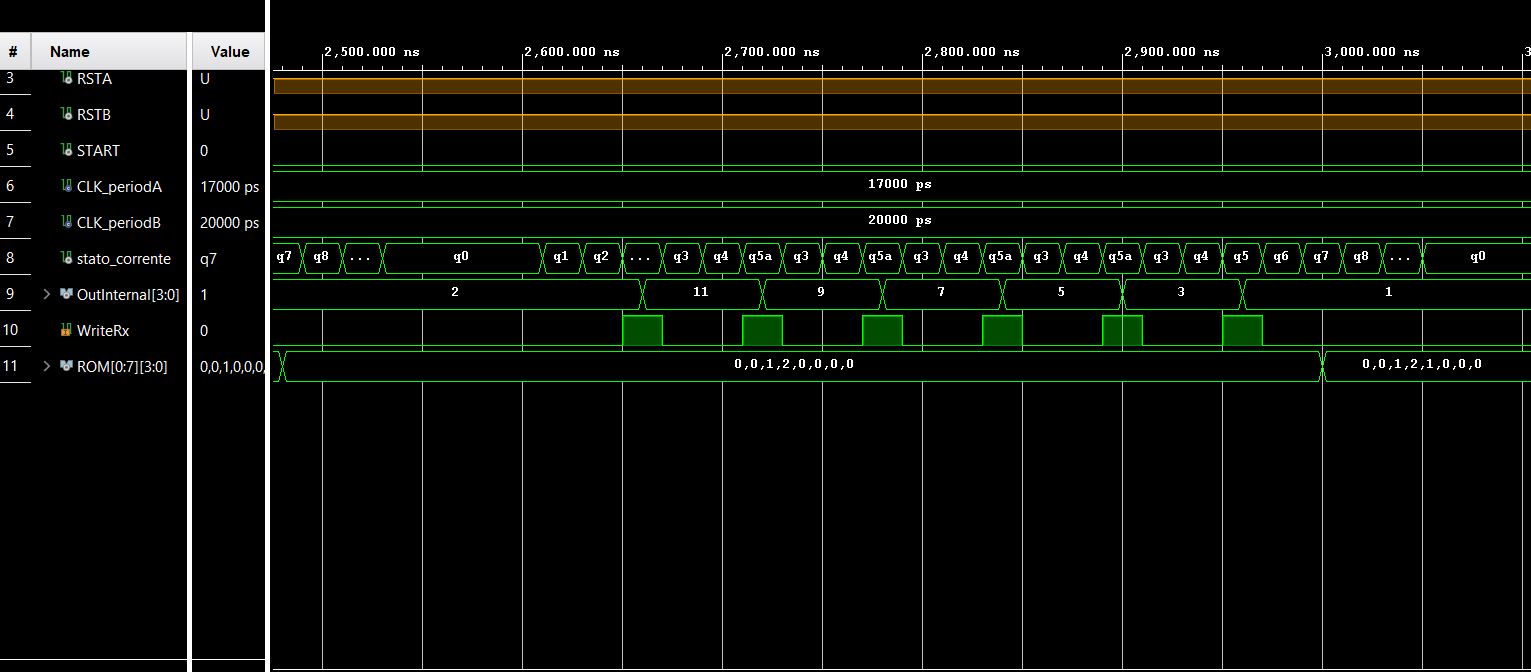 # Name Value 2,500.000 ns 2,600.000 ns 2,700.000 ns 2,800.000 ns 2,900.000 ns 3,000.000 ns 3
3 RSTA U
4 RSTB U
5 START 0
6 CLK_periodA 17000 ps 17000 ps
7 CLK_periodB 20000 ps 20000 ps
8 stato_corrente q7 q7 q8 ... q0 q1 q2 ... q3 q4 q5a q3 q4 q5a q3 q4 q5a q3 q4 q5a q3 q4 q5 q6 q7 q8 ... q0
9 OutInternal[3:0] 1 2 11 9 7 5 3 1
10 WriteRx 0
11 ROM[0:7][3:0] 0,0,1,0,0,0, 0,0,1,2,0,0,0,0 0,0,1,2,1,0,0,0